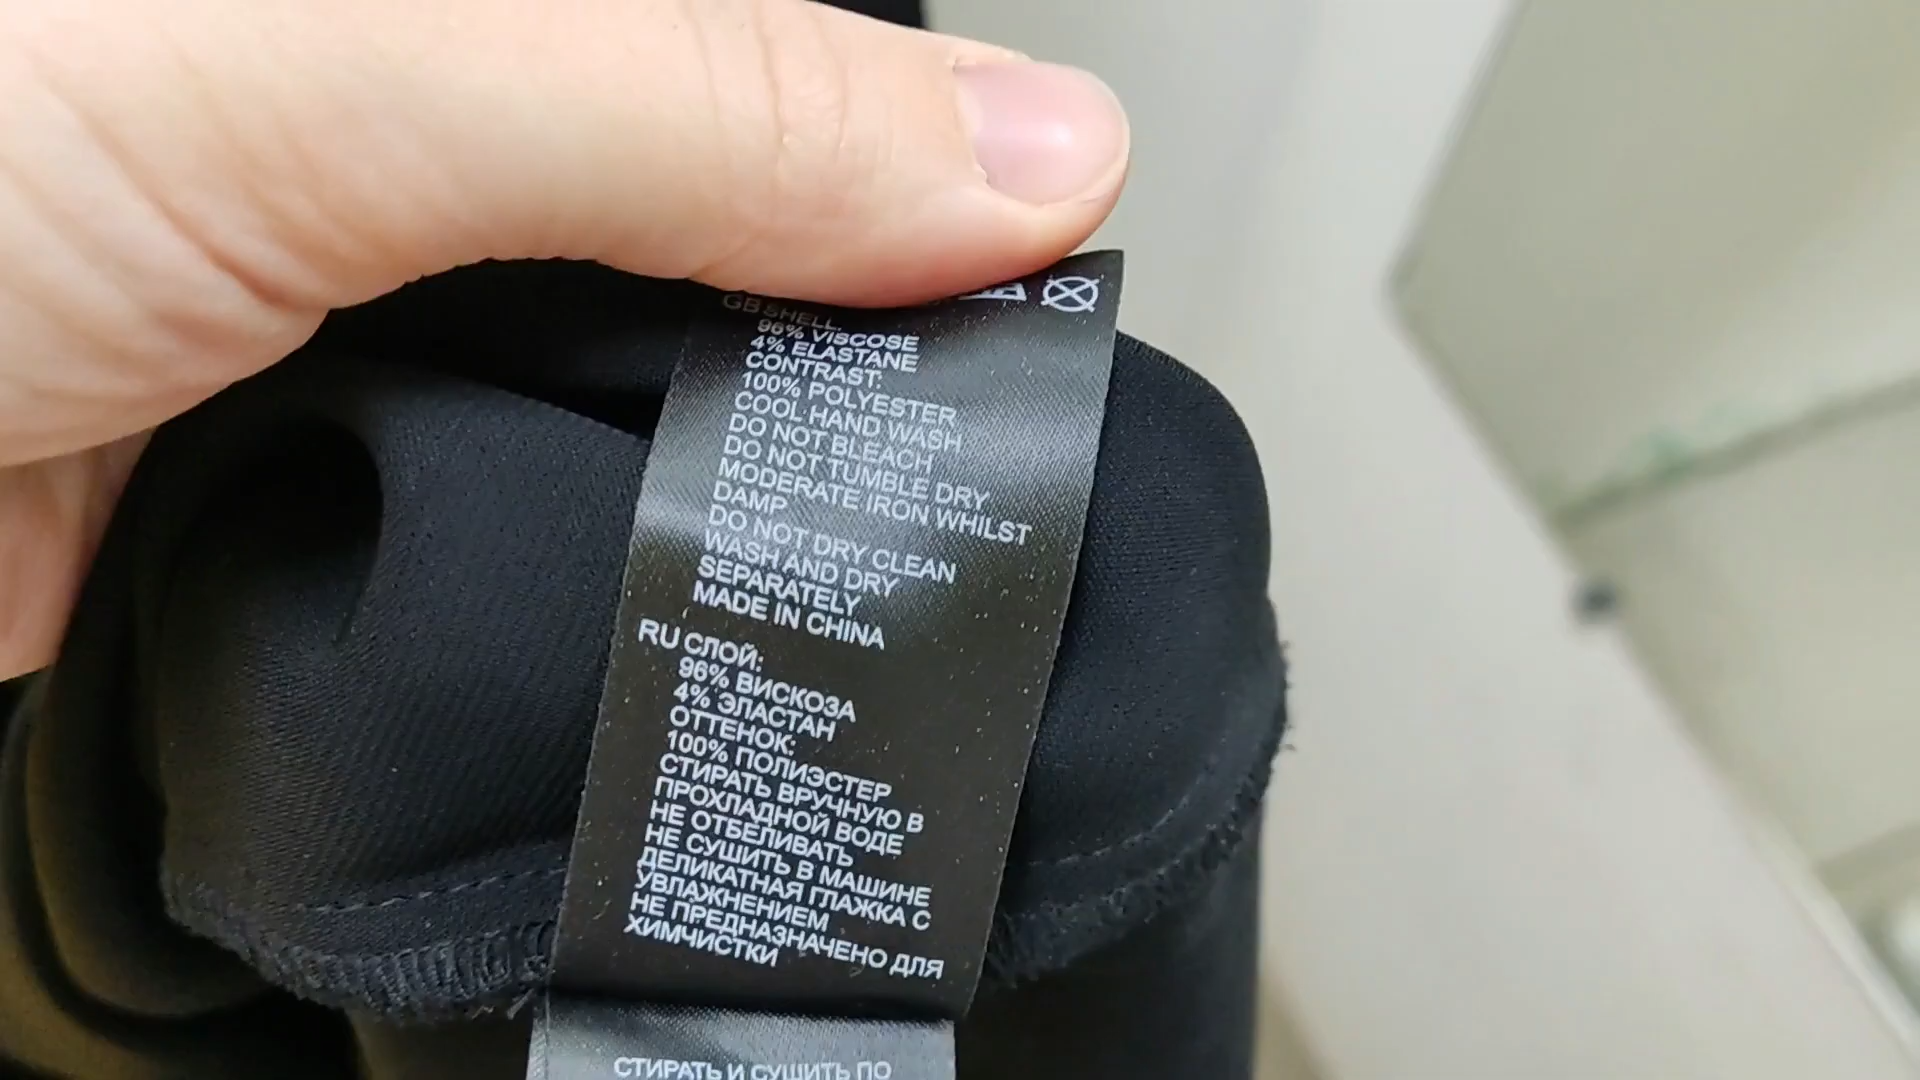 GB SHELL:
96% VISCOSE
4% ELASTANE
CONTRAST:
100% POLYESTER
COOL HAND WASH
DO NOT BLEACH
DO NOT TUMBLE DRY
MODERATE IRON WHILST
DAMP
DO NOT DRY CLEAN
WASH AND DRY
SEPARATELY
MADE IN CHINA
RU СЛОЙ:
96% ВИСКОЗА
4% ЭЛАСТАН
ОТТЕНОК:
100% ПОЛИЭСТЕР
СТИРАТЬ ВРУЧНУЮ В
ПРОХЛАДНОЙ ВОДЕ
НЕ ОТБЕЛИВАТЬ
НЕ СУШИТЬ В МАШИНЕ
ДЕЛИКАТНАЯ ГЛАЖКА С
УВЛАЖНЕНИЕМ
НЕ ПРЕДНАЗНАЧЕНО ДЛЯ
ХИМЧИСТКИ
СТИРАТЬ И СУШИТЬ ПО